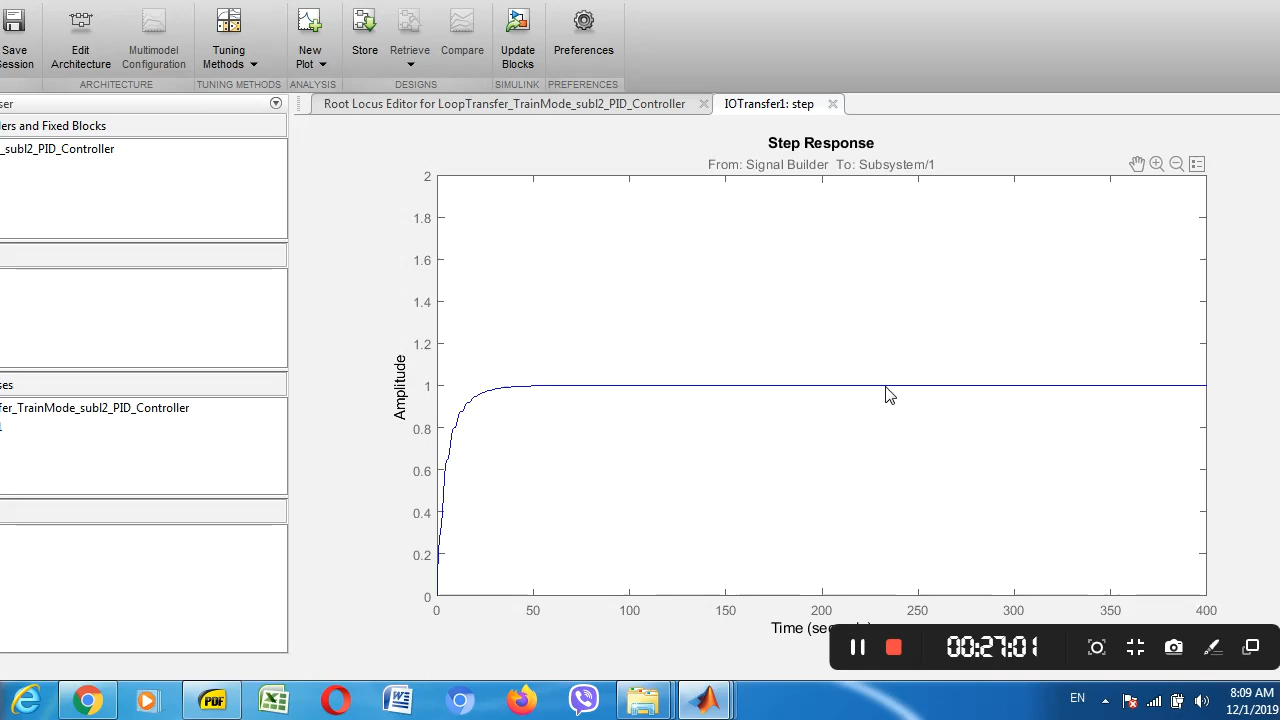 Save Session
Edit Architecture
Multimodel Configuration
Tuning Methods
New Plot
Store
Retrieve
Compare
Update Blocks
Preferences
ARCHITECTURE
TUNING METHODS
ANALYSIS
DESIGNS
SIMULINK
PREFERENCES
ser
Root Locus Editor for LoopTransfer_TrainMode_subl2_PID_Controller
IOTransfer1: step
lers and Fixed Blocks
_subl2_PID_Controller
ses
fer_TrainMode_subl2_PID_Controller
1
Step Response
From: Signal Builder To: Subsystem/1
2
1.8
1.6
1.4
1.2
1
0.8
0.6
0.4
0.2
0
Amplitude
0 50 100 150 200 250 300 350 400
Time (sec
00:27:01
PDF
EN
8:09 AM
12/1/2019